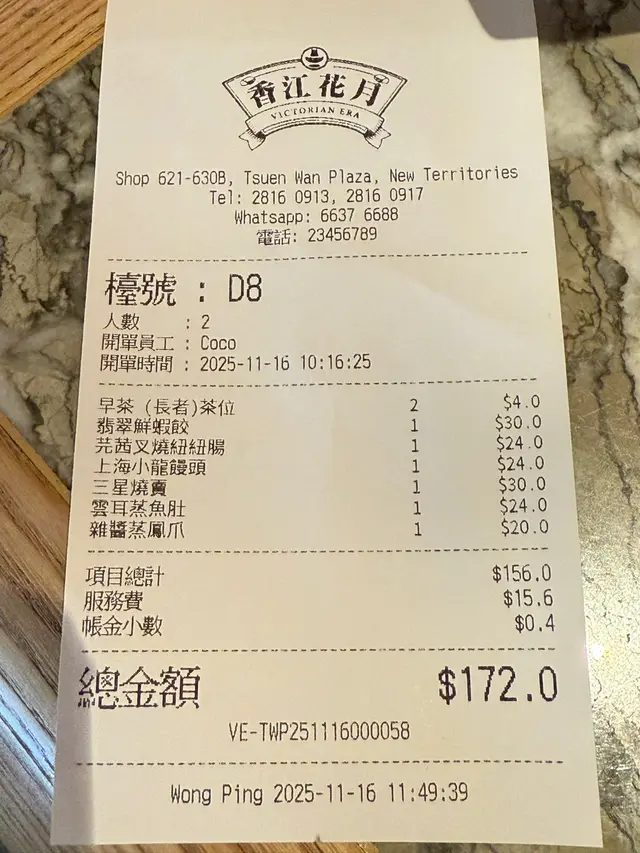 香江花月
VICTORIAN ERA
Shop 621-630B, Tsuen Wan Plaza, New Territories
Tel: 2816 0913, 2816 0917
Whatsapp: 6637 6688
電話: 23456789
檯號 : D8
人數 : 2
開單員工 : Coco
開單時間 : 2025-11-16 10:16:25
早茶 (長者)茶位 2 $4.0
翡翠鮮蝦餃 1 $30.0
芫茜叉燒紐紐腸 1 $24.0
上海小龍饅頭 1 $24.0
三星燒賣 1 $30.0
雲耳蒸魚肚 1 $24.0
雜醬蒸鳳爪 1 $20.0
項目總計 $156.0
服務費 $15.6
帳金小數 $0.4
總金額 $172.0
VE-TWP251116000058
Wong Ping 2025-11-16 11:49:39